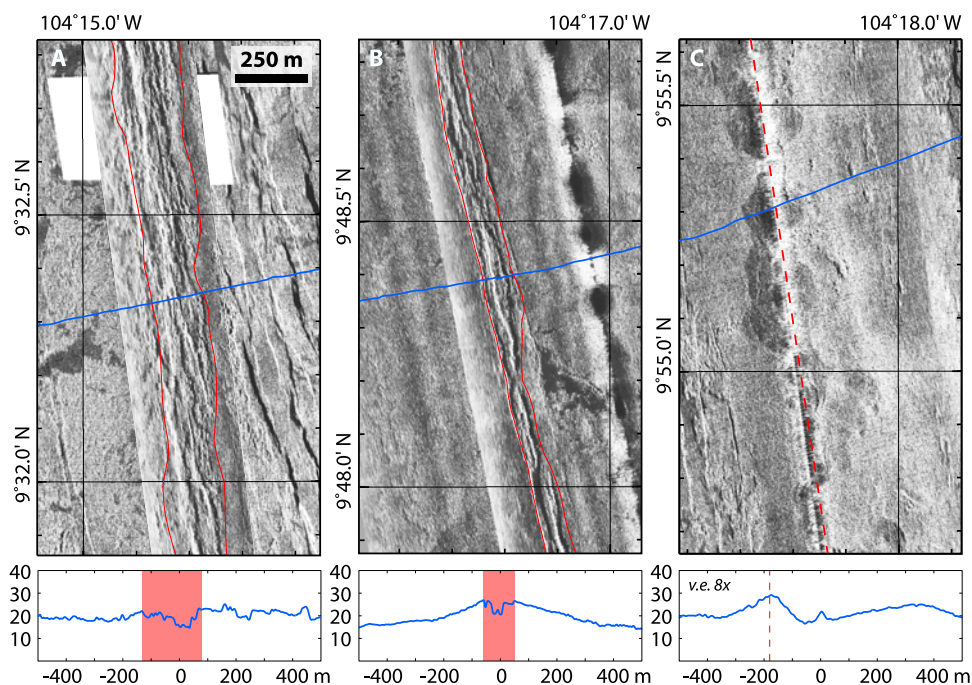 104°15.0' W
104°17.0' W
104°18.0' W
A
250 m
B
C
9°32.5' N
9°32.0' N
9°48.5' N
9°48.0' N
9°55.5' N
9°55.0' N
40
30
20
10
-400 -200 0 200 400 m
40
30
20
10
-400 -200 0 200 400 m
v.e. 8x
40
30
20
10
-400 -200 0 200 400 m